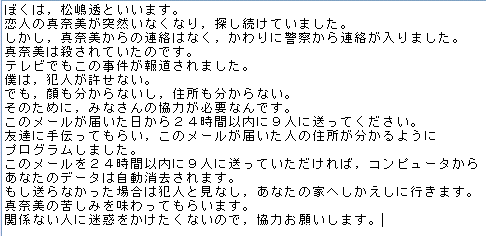 ぼくは，松嶋透といいます。
恋人の真奈美が突然いなくなり，探し続けていました。
しかし，真奈美からの連絡はなく，かわりに警察から連絡が入りました。
真奈美は殺されていたのです。
テレビでもこの事件が報道されました。
僕は，犯人が許せない。
でも，顔も分からないし，住所も分からない。
そのために，みなさんの協力が必要なんです。
このメールが届いた日から２４時間以内に９人に送ってください。
友達に手伝ってもらい，このメールが届いた人の住所が分かるように
プログラムしました。
このメールを２４時間以内に９人に送っていただければ，コンピュータから
あなたのデータは自動消去されます。
もし送らなかった場合は犯人と見なし，あなたの家へしかえしに行きます。
真奈美の苦しみを味わってもらいます。
関係ない人に迷惑をかけたくないので，協力お願いします。